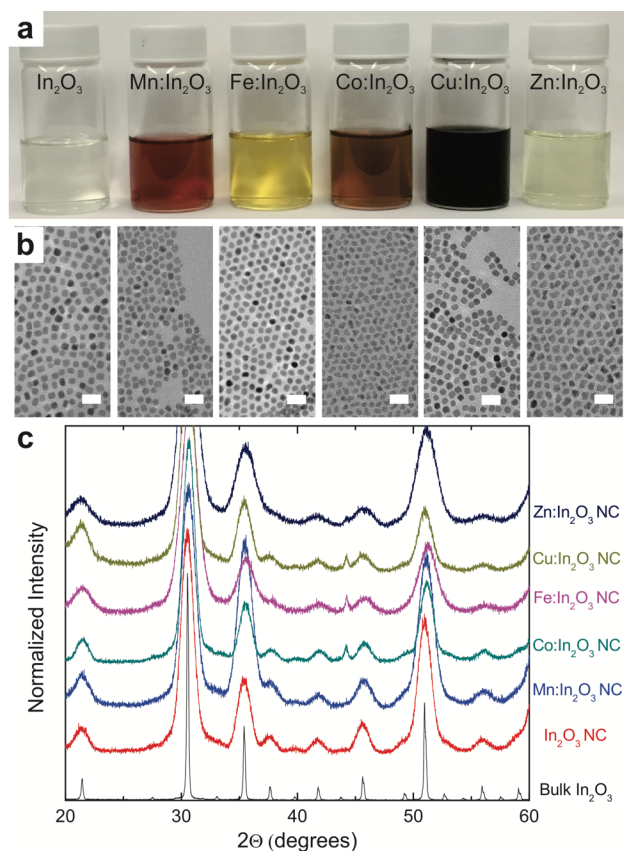 a
In₂O₃ Mn:In₂O₃ Fe:In₂O₃ Co:In₂O₃ Cu:In₂O₃ Zn:In₂O₃
b
c
Normalized Intensity
Zn:In₂O₃ NC
Cu:In₂O₃ NC
Fe:In₂O₃ NC
Co:In₂O₃ NC
Mn:In₂O₃ NC
In₂O₃ NC
Bulk In₂O₃
20 30 40 50 60
2Θ (degrees)